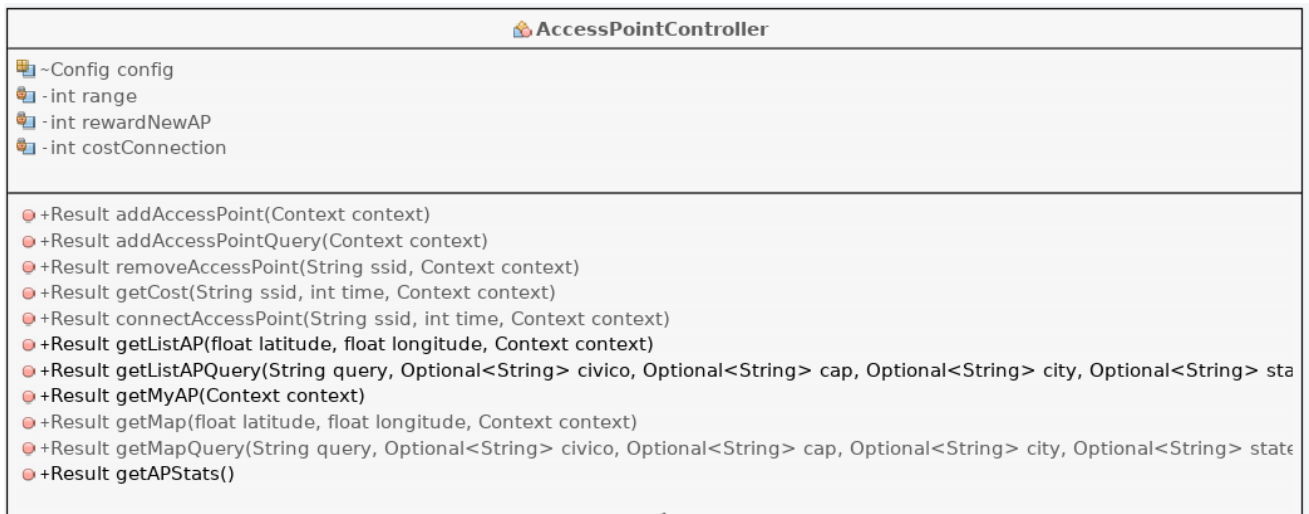 AccessPointController
~Config config
-int range
-int rewardNewAP
-int costConnection
+Result addAccessPoint(Context context)
+Result addAccessPointQuery(Context context)
+Result removeAccessPoint(String ssid, Context context)
+Result getCost(String ssid, int time, Context context)
+Result connectAccessPoint(String ssid, int time, Context context)
+Result getListAP(float latitude, float longitude, Context context)
+Result getListAPQuery(String query, Optional<String> civico, Optional<String> cap, Optional<String> city, Optional<String> sta
+Result getMyAP(Context context)
+Result getMap(float latitude, float longitude, Context context)
+Result getMapQuery(String query, Optional<String> civico, Optional<String> cap, Optional<String> city, Optional<String> state
+Result getAPStats()